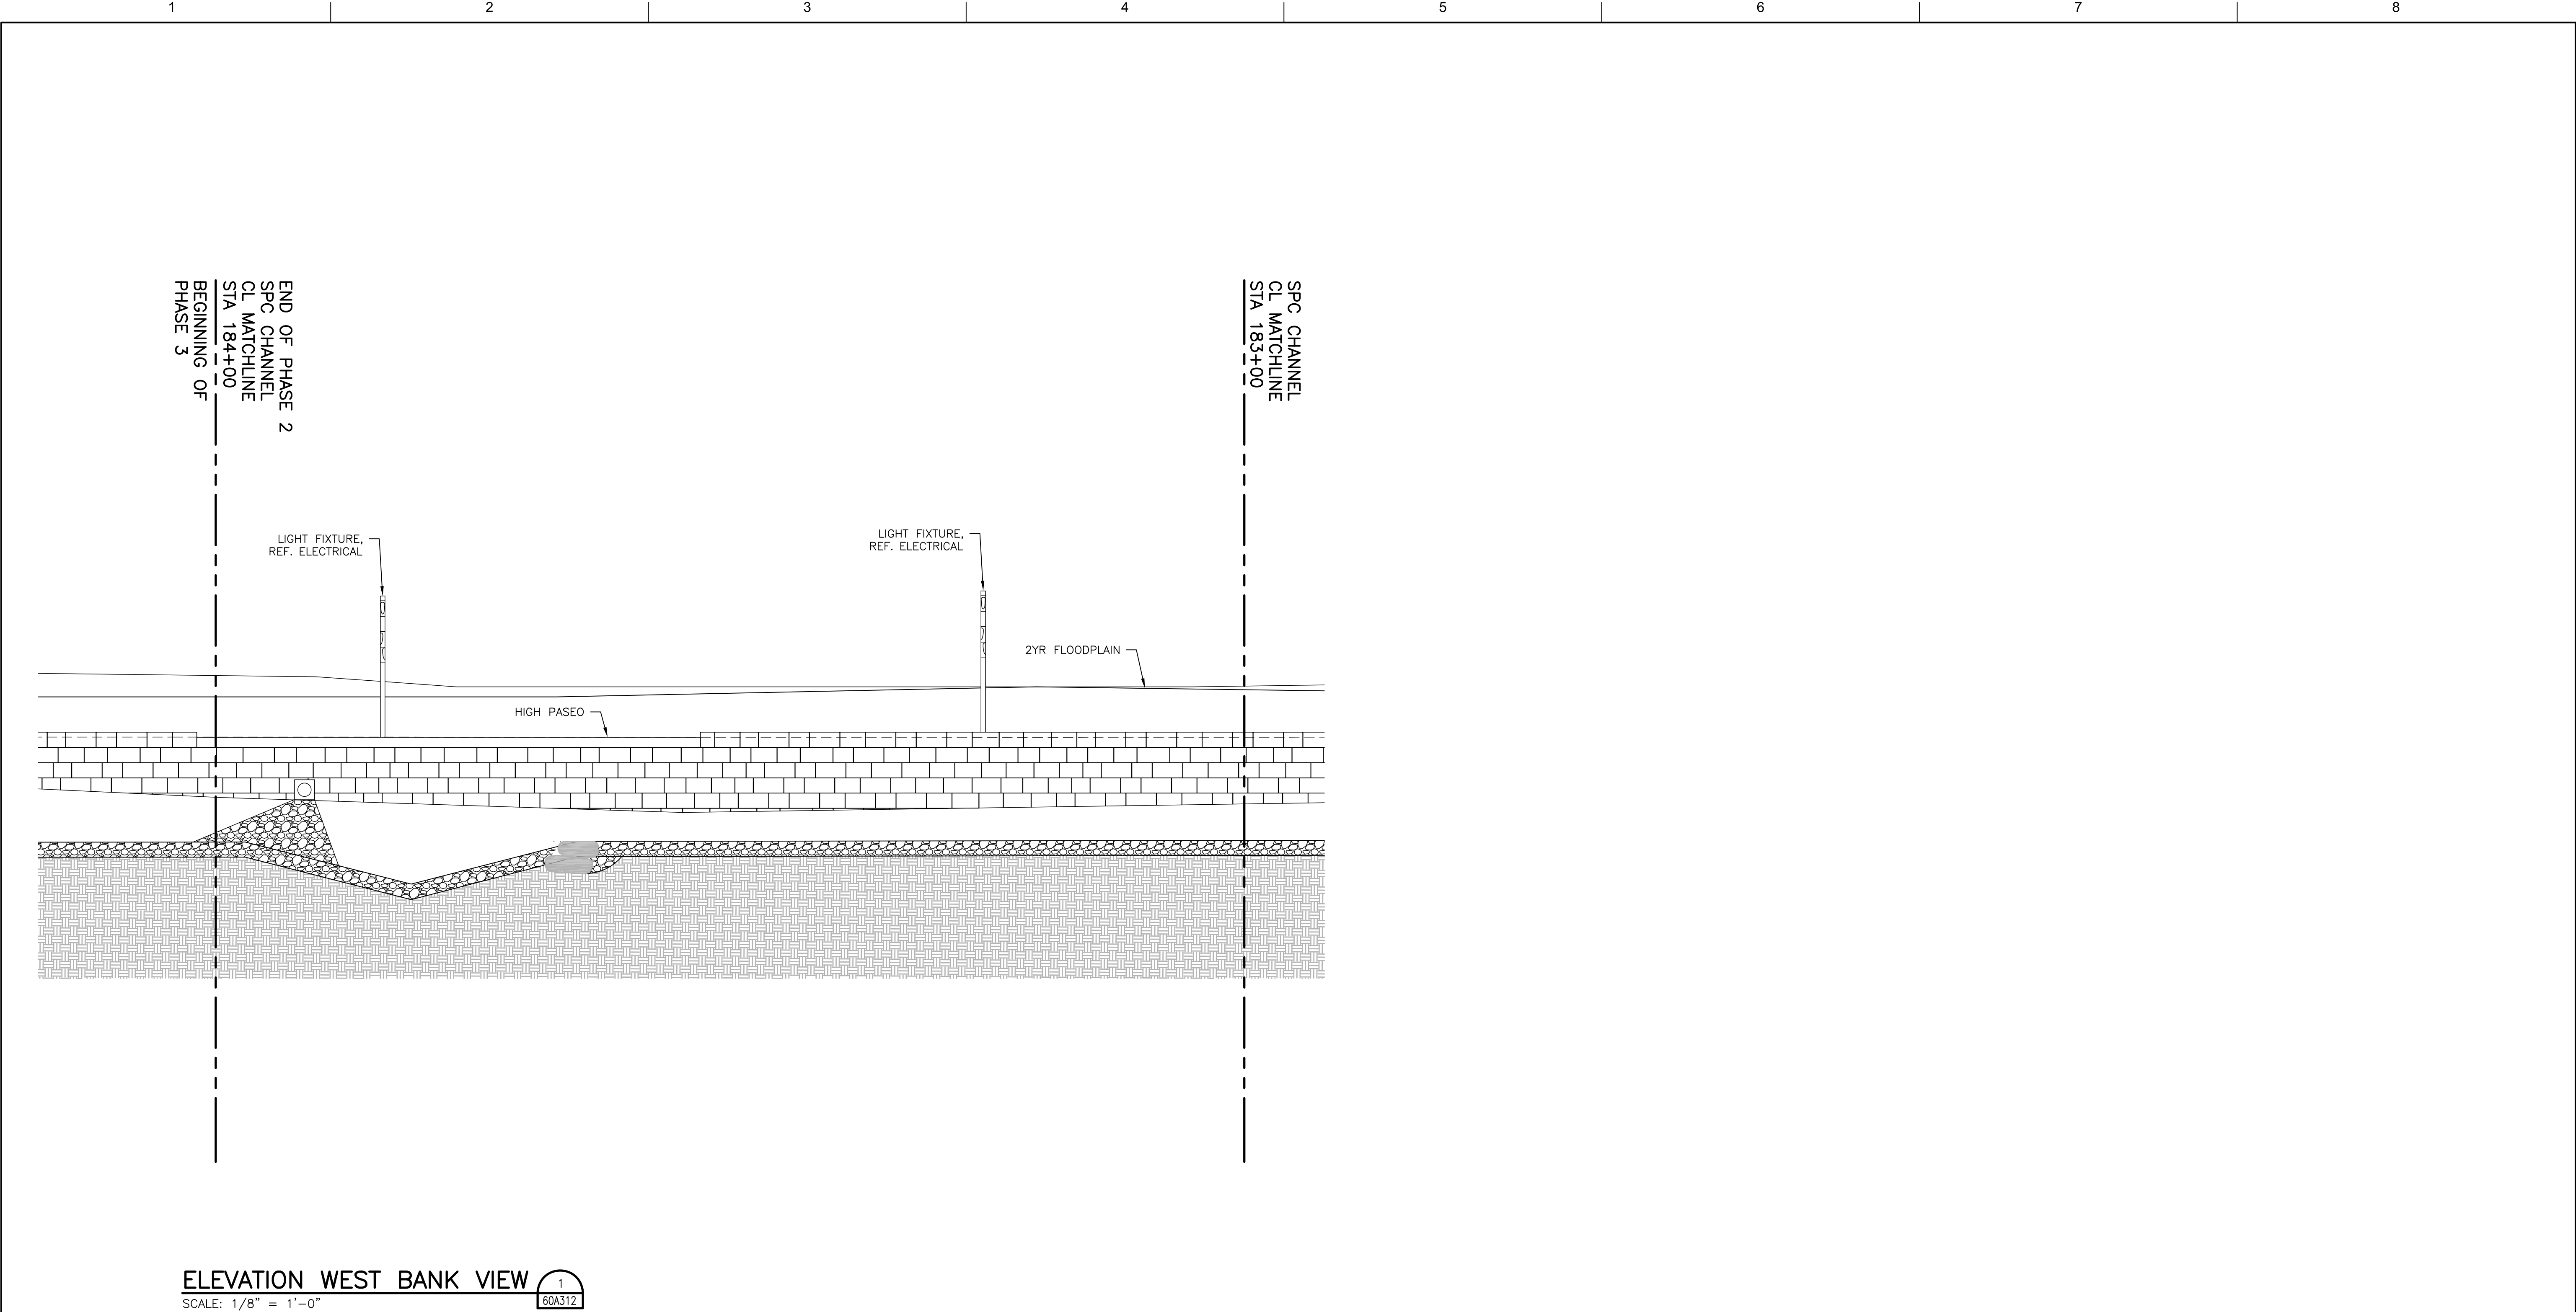 1
2
3
4
5
6
7
8
END OF PHASE 2
SPC CHANNEL
CL MATCHLINE
STA 184+00
BEGINNING OF
PHASE 3
SPC CHANNEL
CL MATCHLINE
STA 183+00
LIGHT FIXTURE,
REF. ELECTRICAL
LIGHT FIXTURE,
REF. ELECTRICAL
2YR FLOODPLAIN
HIGH PASEO
ELEVATION WEST BANK VIEW
SCALE: 1/8" = 1'-0"
1
60A312